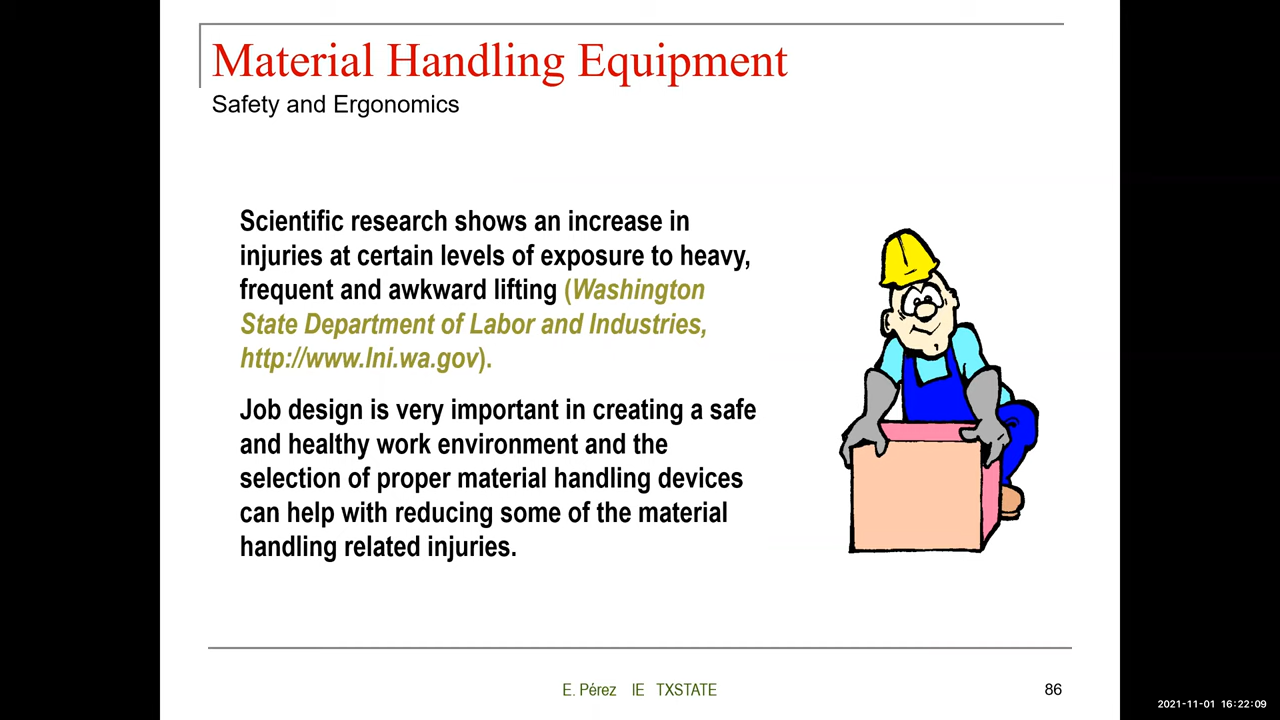 Material Handling Equipment
Safety and Ergonomics
Scientific research shows an increase in
injuries at certain levels of exposure to heavy,
frequent and awkward lifting (Washington
State Department of Labor and Industries,
http://www.lni.wa.gov).
Job design is very important in creating a safe
and healthy work environment and the
selection of proper material handling devices
can help with reducing some of the material
handling related injuries.
E. Pérez IE TXSTATE
86
2021-11-01 16:22:09